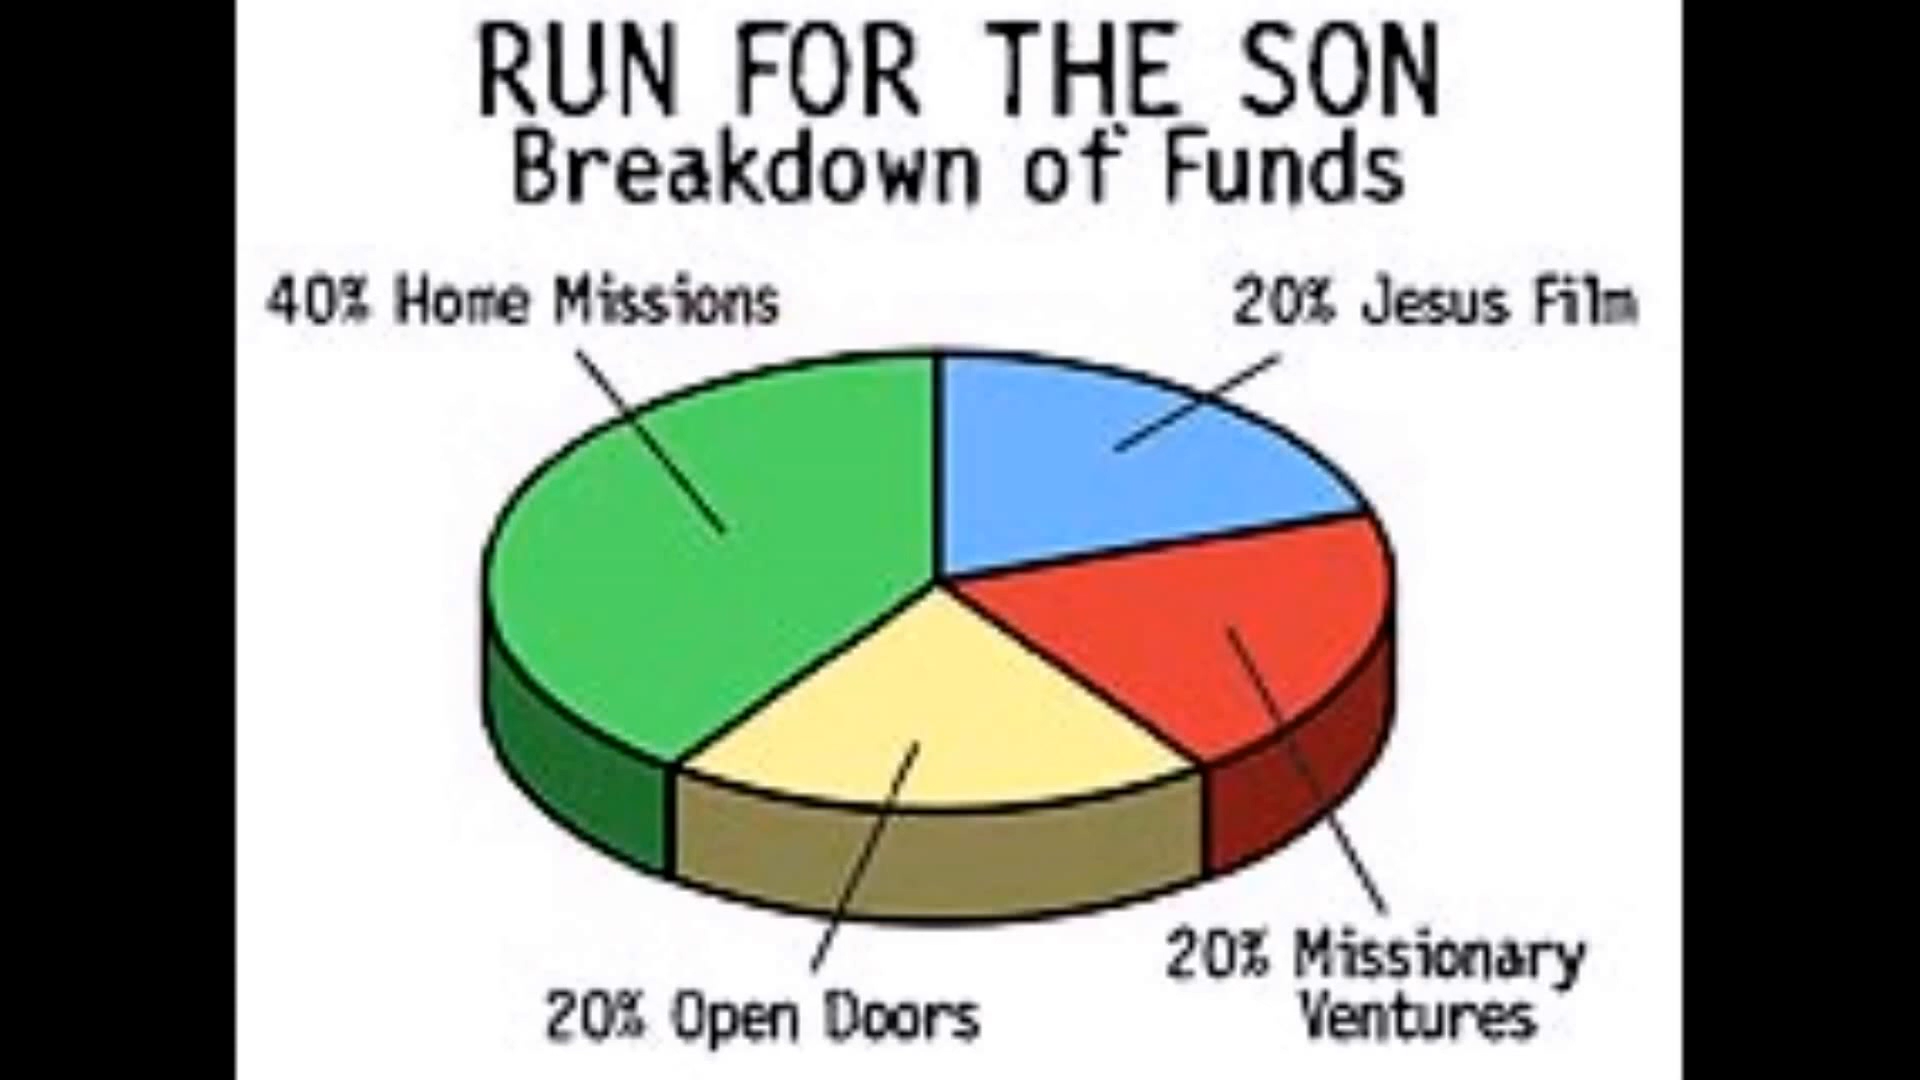 RUN FOR THE SON
Breakdown of Funds
40% Home Missions
20% Jesus Film
20% Missionary
Ventures
20% Open Doors